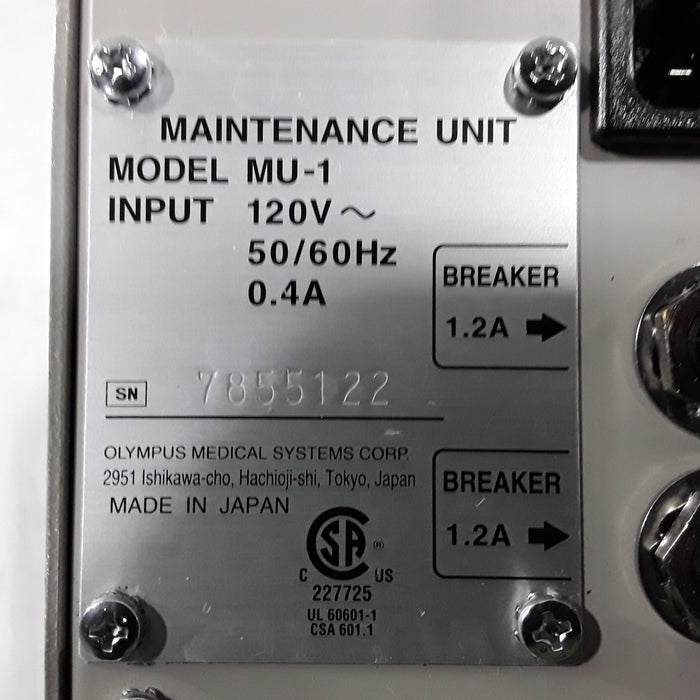 MAINTENANCE UNIT
MODEL MU-1
INPUT 120V ~
50/60Hz
0.4A
BREAKER
1.2A ➡
SN 7855122
OLYMPUS MEDICAL SYSTEMS CORP.
2951 Ishikawa-cho, Hachioji-shi, Tokyo, Japan
MADE IN JAPAN
BREAKER
1.2A ➡
CSA ®
C US
227725
UL 60601-1
CSA 601.1